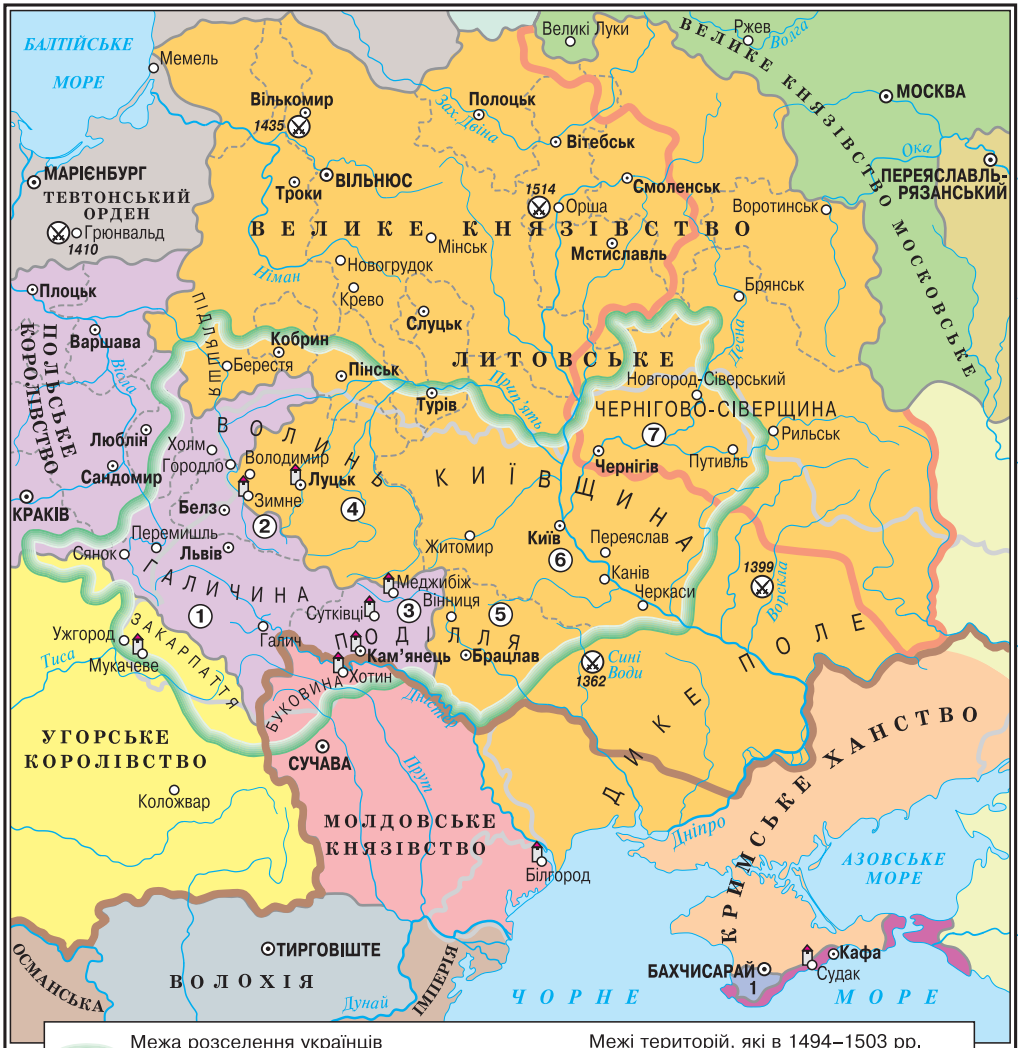 БАЛТІЙСЬКЕ
МОРЕ
Мемель
Великі Луки
Ржев
Волга
ВЕЛИКЕ КНЯЗІВСТВО МОСКОВСЬКЕ
МОСКВА
Ока
ПЕРЕЯСЛАВЛЬ-
РЯЗАНСЬКИЙ
Вількомир
1435
Полоцьк
Зах. Двіна
Вітебськ
МАРІЄНБУРГ
ТЕВТОНСЬКИЙ
ОРДЕН
Грюнвальд
1410
Троки
ВІЛЬНЮС
1514
Орша
Смоленськ
Воротинськ
ВЕЛИКЕ КНЯЗІВСТВО
Мінськ
Мстиславль
Німан
Новогрудок
Крево
Брянськ
Плоцьк
ПОЛЬСЬКЕ
КОРОЛІВСТВО
Варшава
Вісла
ПІДЛЯШШЯ
Слуцьк
Кобрин
Берестя
Пінськ
ЛИТОВСЬКЕ
Десна
Прип'ять
Турів
Новгород-Сіверський
ЧЕРНІГОВО-СІВЕРЩИНА
7
Рильськ
Путивль
Чернігів
Люблін
Холм
Городло
ВОЛИНЬ
Володимир
Луцьк
Зимне
Сандомир
КРАКІВ
Белз
2
4
КИЇВЩИНА
Київ
6
Житомир
Переяслав
Канів
Черкаси
Перемишль
Сянок
Львів
ГАЛИЧИНА
1
Меджибіж
Сутківці
3
Вінниця
5
1399
Ворскла
Ужгород
ЗАКАРПАТТЯ
Тиса
Мукачеве
Галич
ПОДІЛЛЯ
Кам'янець
Брацлав
Хотин
БУКОВИНА
Дністер
1362
Сині
Води
ДИКЕ ПОЛЕ
УГОРСЬКЕ
КОРОЛІВСТВО
Коложвар
СУЧАВА
Прут
МОЛДОВСЬКЕ
КНЯЗІВСТВО
Білгород
Дніпро
КРИМСЬКЕ ХАНСТВО
АЗОВСЬКЕ
МОРЕ
ОСМАНСЬКА
ІМПЕРІЯ
ТИРГОВІШТЕ
ВОЛОХІЯ
Дунай
БАХЧИСАРАЙ
1
Кафа
Судак
ЧОРНЕ МОРЕ
Межа розселення українців
Межі територій, які в 1494–1503 рр.